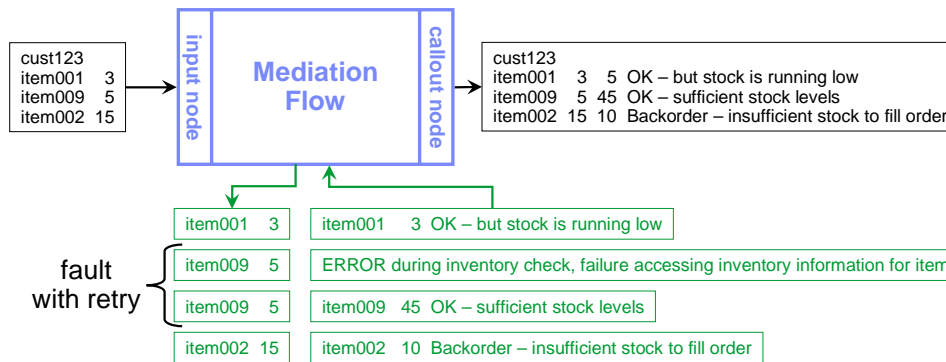 cust123
item001 3
item009 5
item002 15
input node
Mediation
Flow
callout node
cust123
item001 3 5 OK – but stock is running low
item009 5 45 OK – sufficient stock levels
item002 15 10 Backorder – insufficient stock to fill order
item001 3
item001 3 OK – but stock is running low
fault
with retry
item009 5
ERROR during inventory check, failure accessing inventory information for item
item009 5
item009 45 OK – sufficient stock levels
item002 15
item002 10 Backorder – insufficient stock to fill order